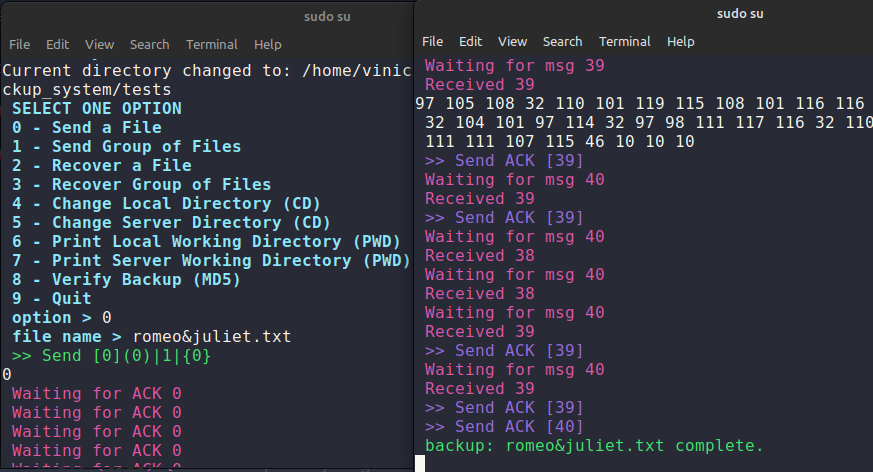 sudo su
File Edit View Search Terminal Help
Current directory changed to: /home/vinic
ckup_system/tests
SELECT ONE OPTION
0 - Send a File
1 - Send Group of Files
2 - Recover a File
3 - Recover Group of Files
4 - Change Local Directory (CD)
5 - Change Server Directory (CD)
6 - Print Local Working Directory (PWD)
7 - Print Server Working Directory (PWD)
8 - Verify Backup (MD5)
9 - Quit
option > 0
file name > romeo&juliet.txt
>> Send [0](0)|1|{0}
0
Waiting for ACK 0
Waiting for ACK 0
Waiting for ACK 0
Waiting for ACK 0
Waiting for ACK 0
sudo su
File Edit View Search Terminal Help
Waiting for msg 39
Received 39
97 105 108 32 110 101 119 115 108 101 116 116
32 104 101 97 114 32 97 98 111 117 116 32 110
111 111 107 115 46 10 10 10
>> Send ACK [39]
Waiting for msg 40
Received 39
>> Send ACK [39]
Waiting for msg 40
Received 38
Waiting for msg 40
Received 38
Waiting for msg 40
Received 39
>> Send ACK [39]
Waiting for msg 40
Received 39
>> Send ACK [39]
>> Send ACK [40]
backup: romeo&juliet.txt complete.